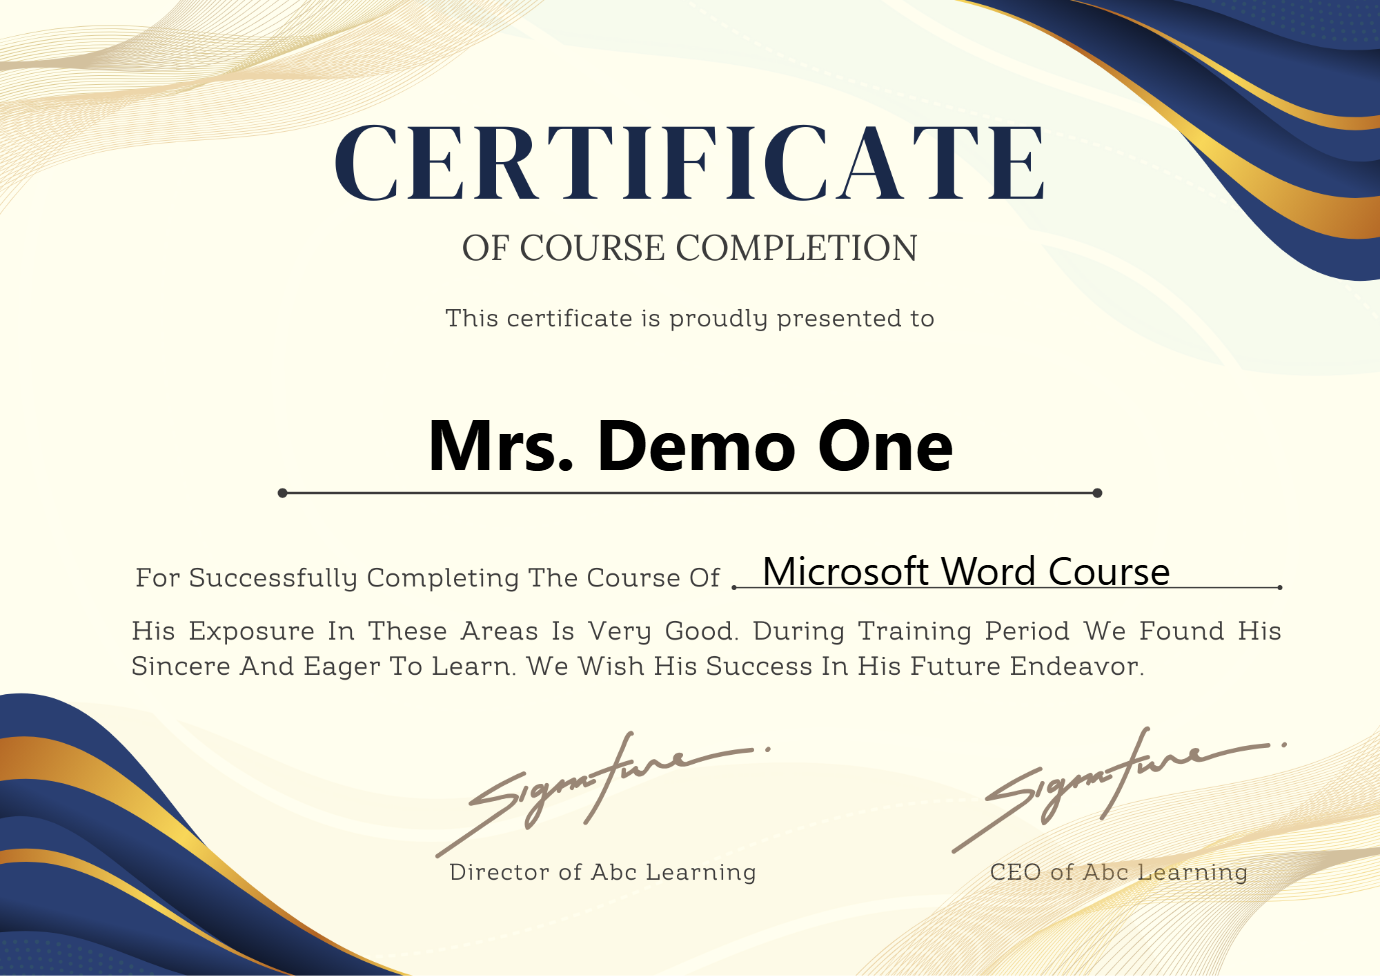 CERTIFICATE
OF COURSE COMPLETION
This certificate is proudly presented to
Mrs. Demo One
For Successfully Completing The Course Of Microsoft Word Course
His Exposure In These Areas Is Very Good. During Training Period We Found His
Sincere And Eager To Learn. We Wish His Success In His Future Endeavor.
Signature Signature
Director of Abc Learning CEO of Abc Learning